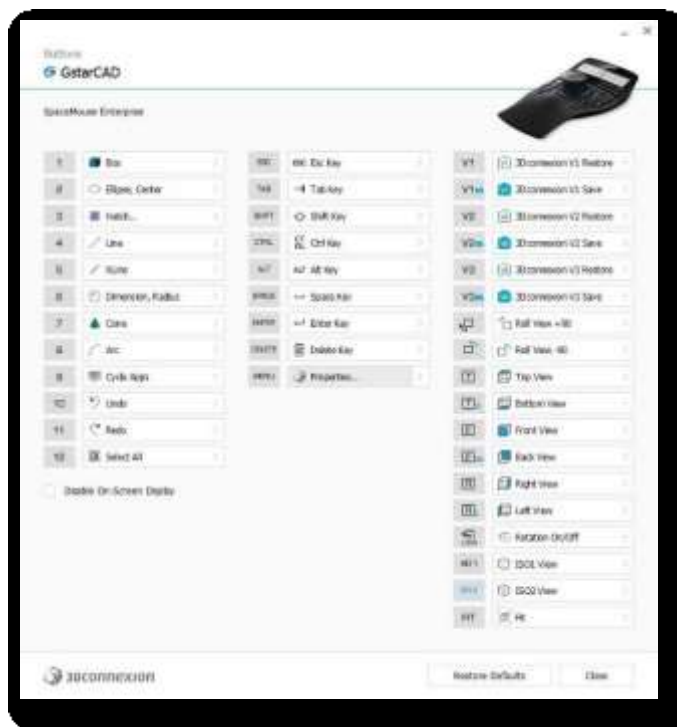 Buttons
GstarCAD
SpaceMouse Enterprise
1 Box
2 Ellipse, Center
3 Hatch...
4 Line
5 XLine
6 Dimension, Radius
7 Cone
8 Arc
9 Cycle Apps
10 Undo
11 Redo
12 Select All
Disable On-Screen Display
ESC ESC Esc Key
TAB Tab Key
SHIFT Shift Key
CTRL Ctrl Key
ALT ALT Alt Key
SPACE Space Key
ENTER Enter Key
DELETE Delete Key
MENU Properties...
V1 3Dconnexion V1 Restore
V1 3Dconnexion V1 Save
V2 3Dconnexion V2 Restore
V2 3Dconnexion V2 Save
V3 3Dconnexion V3 Restore
V3 3Dconnexion V3 Save
Roll View +90
Roll View -90
T Top View
T Bottom View
F Front View
F Back View
R Right View
R Left View
Rotation On/Off
ISO1 View
ISO2 View
FIT Fit
3Dconnexion
Restore Defaults
Close